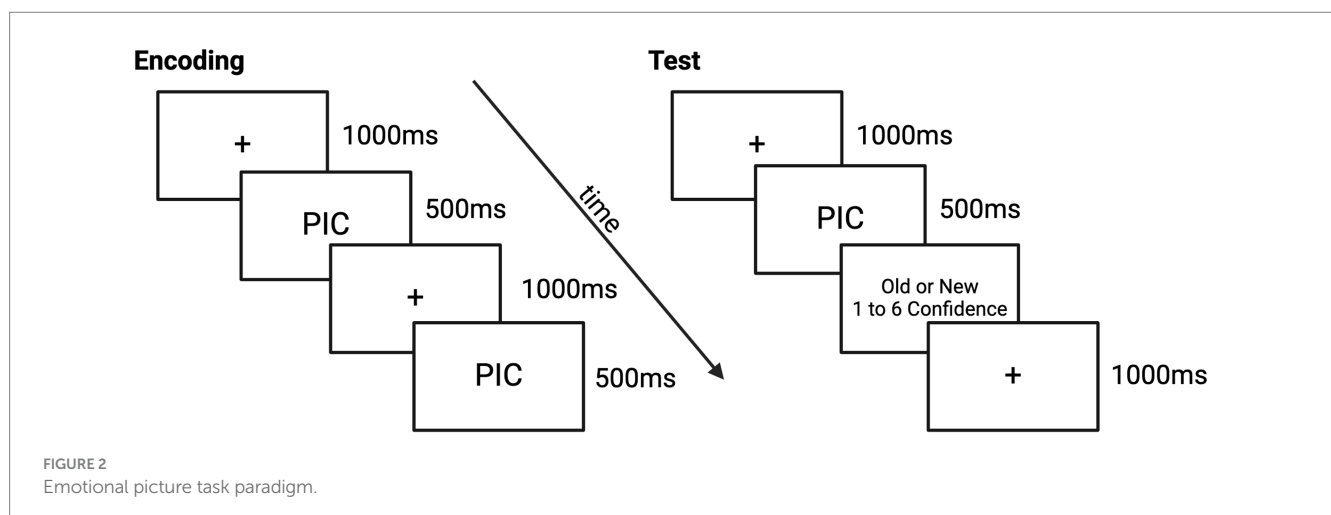 Encoding
+
1000ms
PIC
500ms
+
1000ms
PIC
500ms
time
Test
+
1000ms
PIC
500ms
Old or New
1 to 6 Confidence
+
1000ms
FIGURE 2
Emotional picture task paradigm.